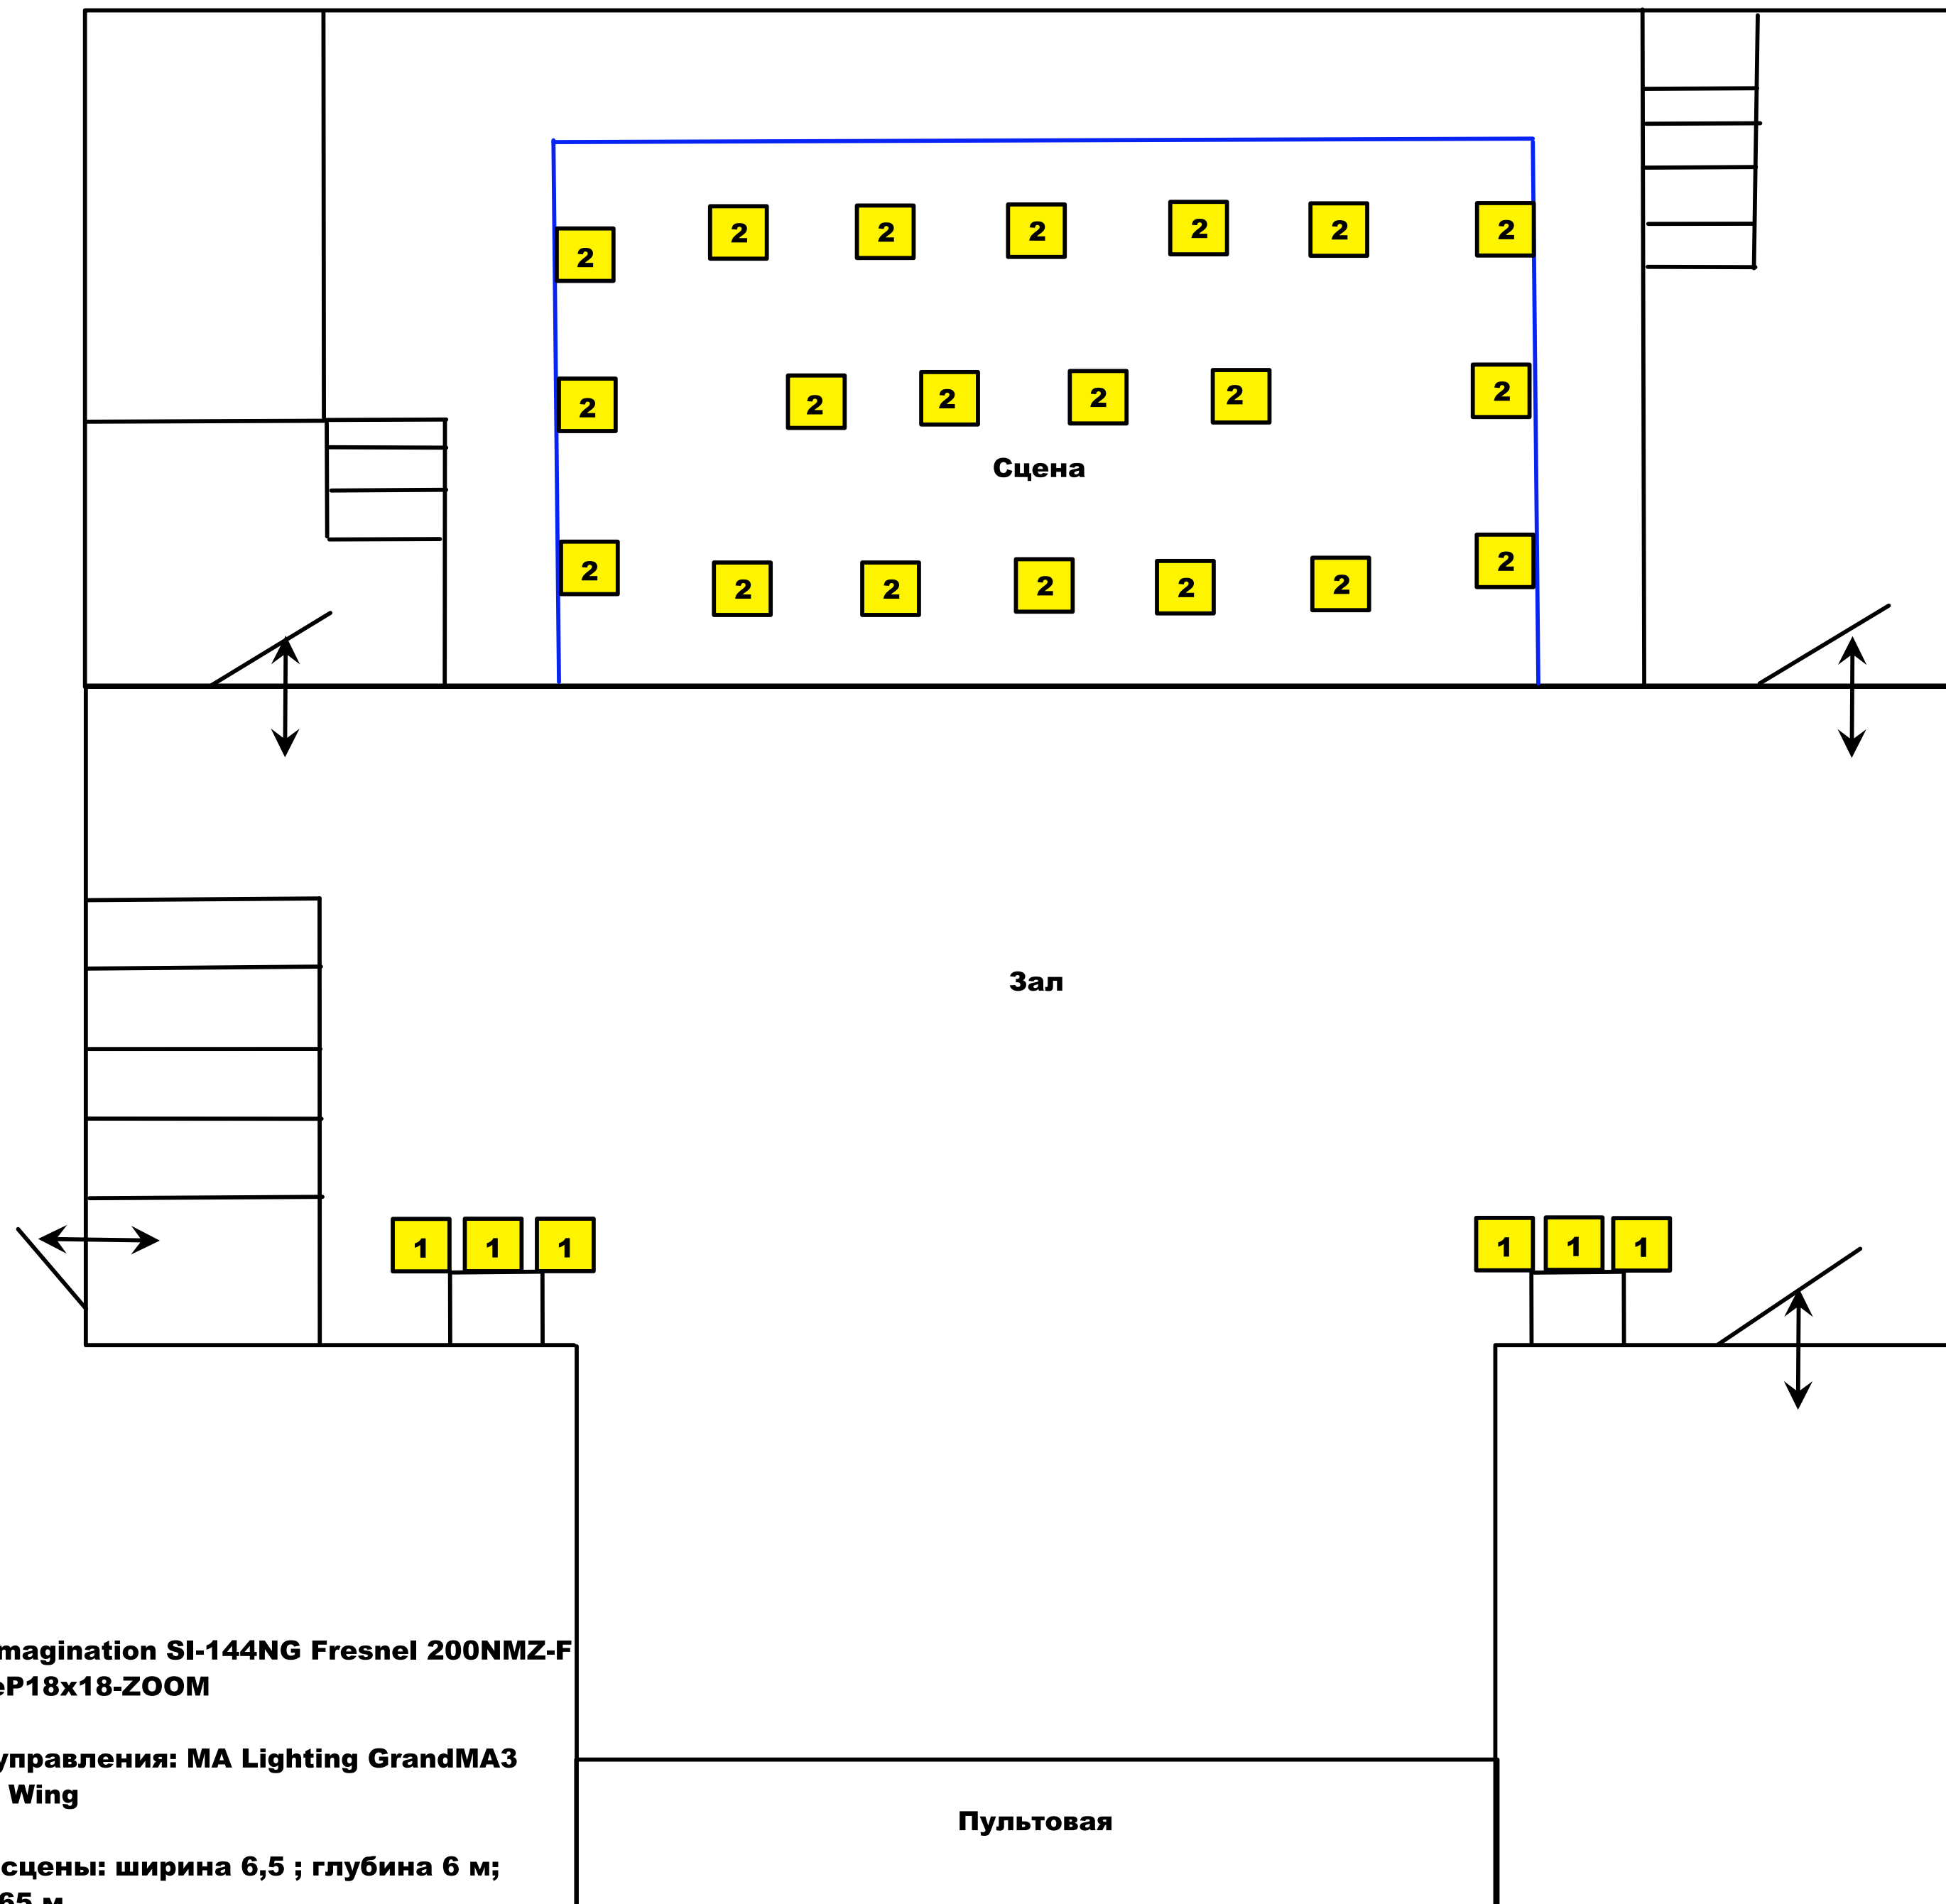 2 2 2 2 2 2 2
2 2 2 2 2 2
Сцена
2 2 2 2 2 2 2
Зал
1 1 1 1 1 1
magination SI-144NG Fresnel 200NMZ-F
eP18x18-ZOOM
управления: MA Lighting GrandMA3
Wing
сцены: ширина 6,5 ; глубина 6 м;
65 м
Пультовая